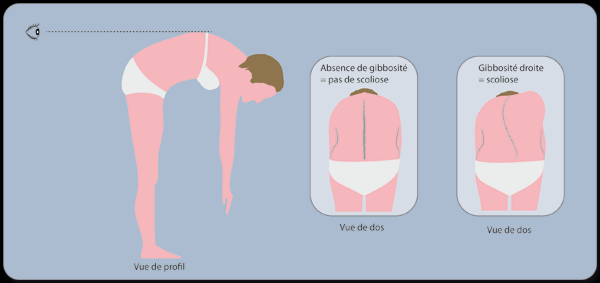 Absence de gibbosité
= pas de scoliose
Gibbosité droite
= scoliose
Vue de dos
Vue de dos
Vue de profil